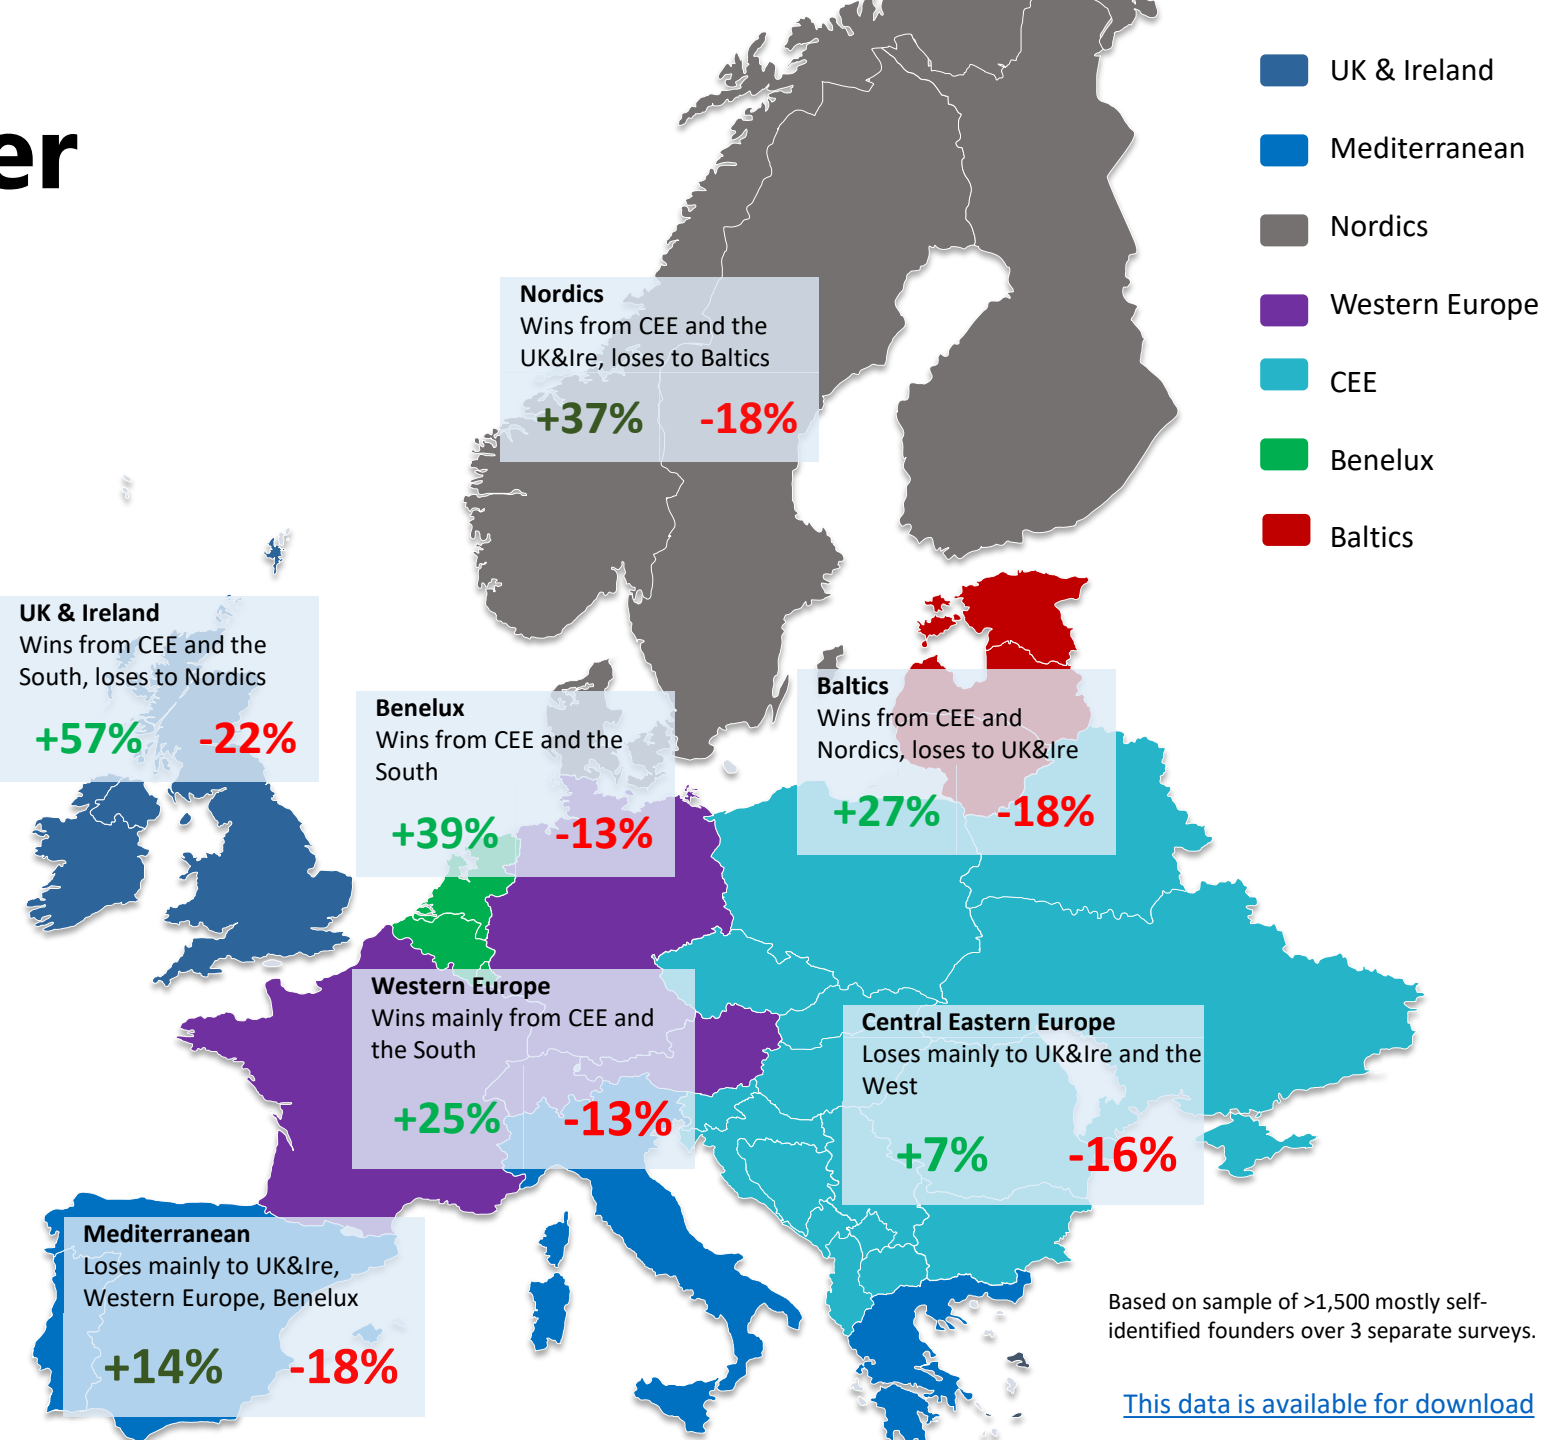 er
UK & Ireland
Mediterranean
Nordics
Western Europe
CEE
Benelux
Baltics
Nordics
Wins from CEE and the
UK&Ire, loses to Baltics
+37% -18%
UK & Ireland
Wins from CEE and the
South, loses to Nordics
+57% -22%
Benelux
Wins from CEE and the
South
+39% -13%
Baltics
Wins from CEE and
Nordics, loses to UK&Ire
+27% -18%
Western Europe
Wins mainly from CEE and
the South
+25% -13%
Central Eastern Europe
Loses mainly to UK&Ire and the
West
+7% -16%
Mediterranean
Loses mainly to UK&Ire,
Western Europe, Benelux
+14% -18%
Based on sample of >1,500 mostly self-
identified founders over 3 separate surveys.
This data is available for download